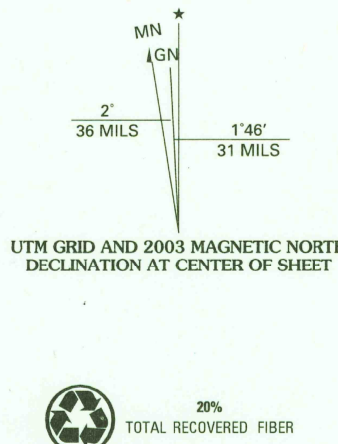 ★
MN
GN
2°
36 MILS
1°46′
31 MILS
UTM GRID AND 2003 MAGNETIC NORTH
DECLINATION AT CENTER OF SHEET
20%
TOTAL RECOVERED FIBER